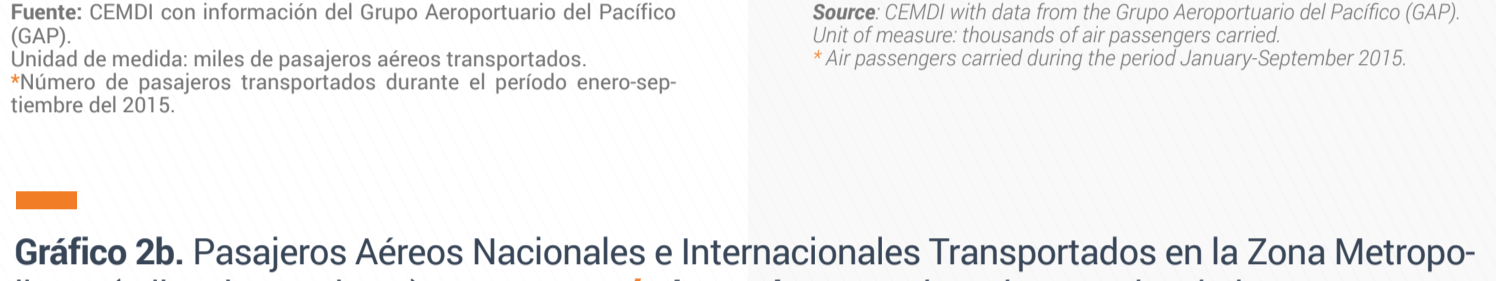 Fuente: CEMDI con información del Grupo Aeroportuario del Pacífico
(GAP).
Unidad de medida: miles de pasajeros aéreos transportados.
*Número de pasajeros transportados durante el período enero-sep-
tiembre del 2015.
Source: CEMDI with data from the Grupo Aeroportuario del Pacífico (GAP).
Unit of measure: thousands of air passengers carried.
* Air passengers carried during the period January-September 2015.
Gráfico 2b. Pasajeros Aéreos Nacionales e Internacionales Transportados en la Zona Metropo-